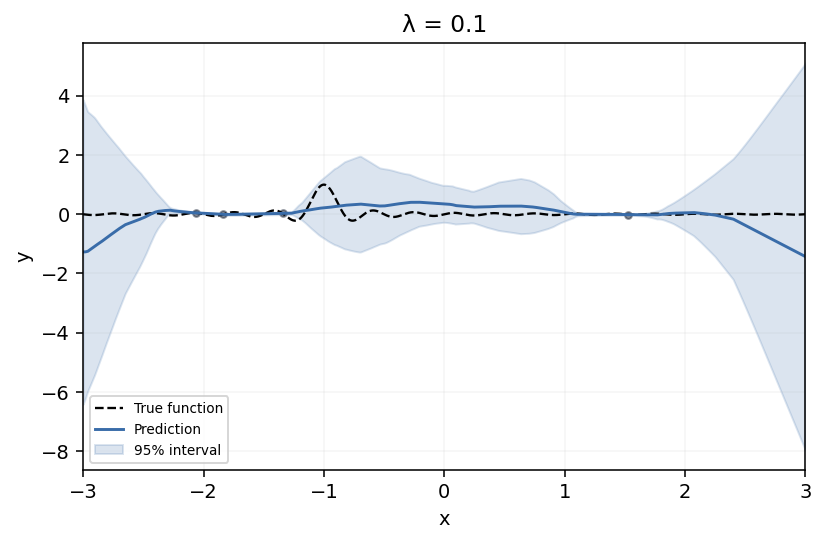 λ = 0.1
y
4
2
0
−2
−4
−6
−8
True function
Prediction
95% interval
−3
−2
−1
0
1
2
3
x